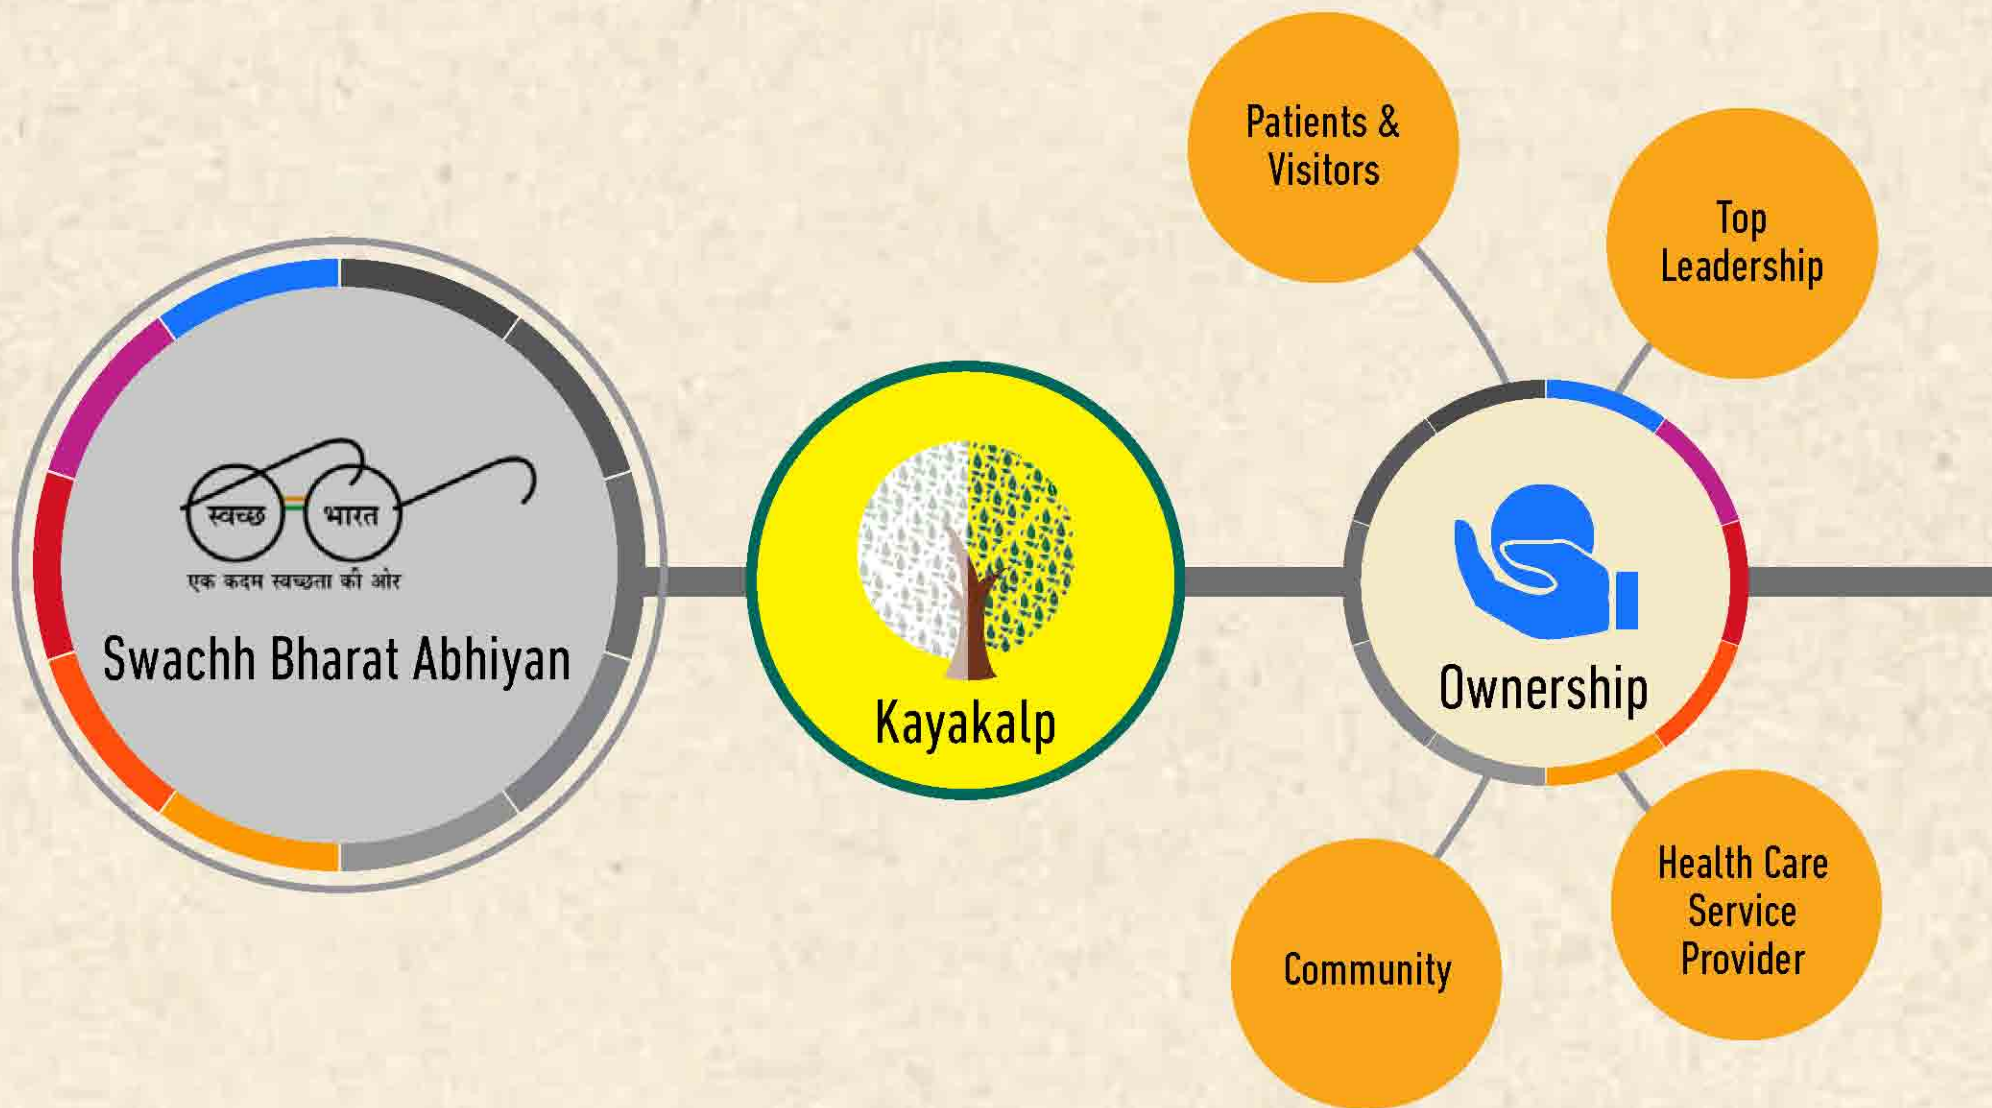 स्वच्छ भारत
एक कदम स्वच्छता की ओर
Swachh Bharat Abhiyan
Kayakalp
Patients &
Visitors
Top
Leadership
Ownership
Community
Health Care
Service
Provider